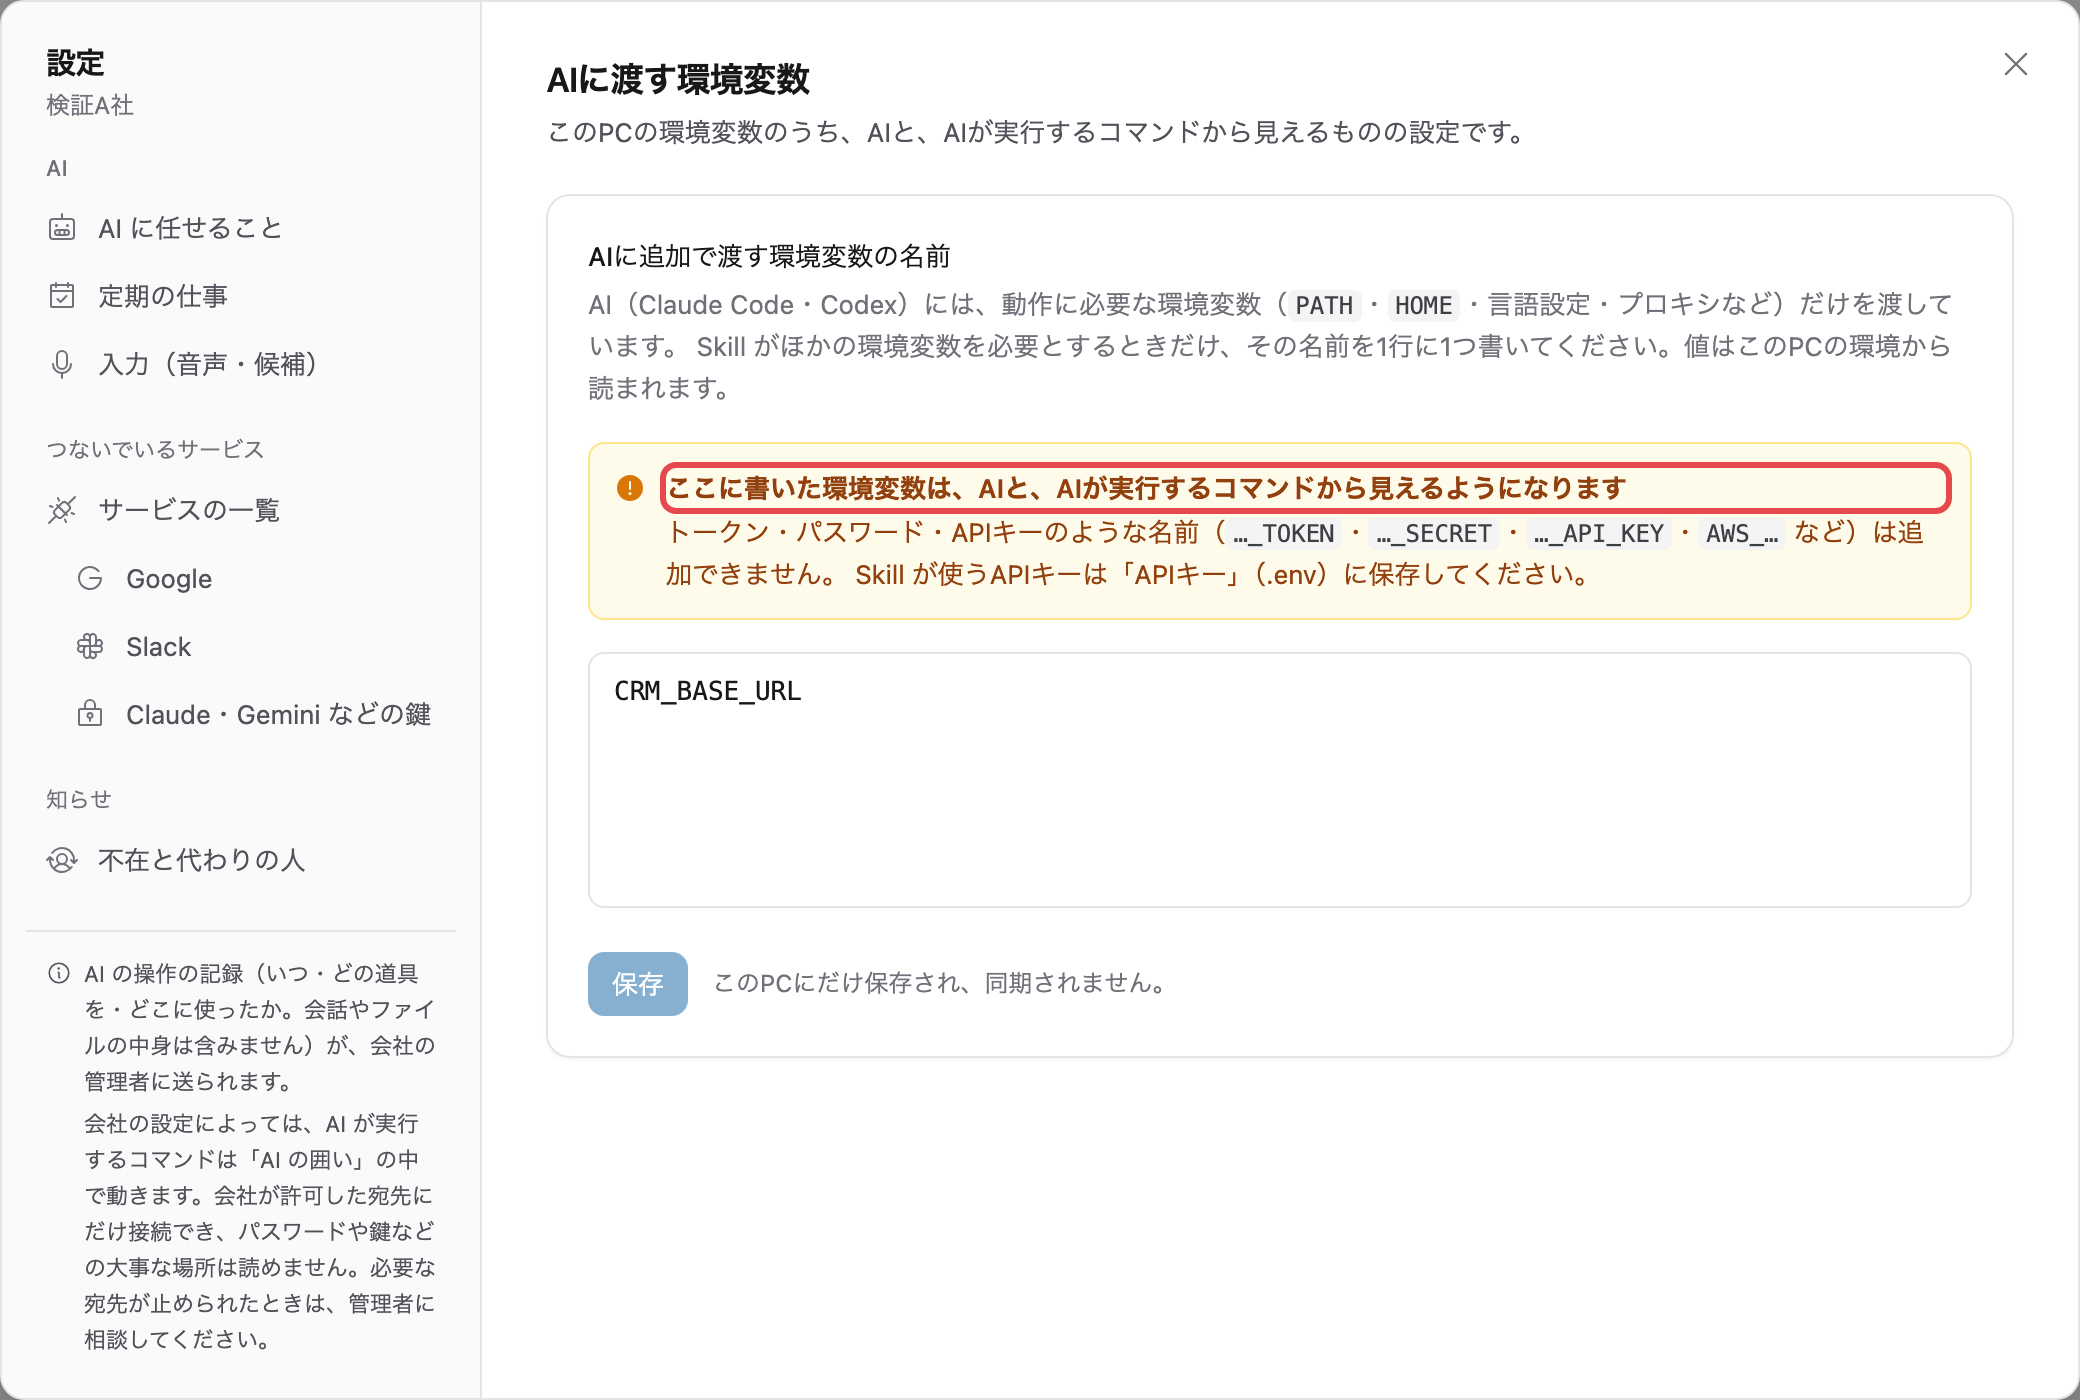 設定
検証A社
AI
AI に任せること
定期の仕事
入力（音声・候補）
つないでいるサービス
サービスの一覧
Google
Slack
Claude・Gemini などの鍵
知らせ
不在と代わりの人
AI の操作の記録（いつ・どの道具
を・どこに使ったか。会話やファイ
ルの中身は含みません）が、会社の
管理者に送られます。
会社の設定によっては、AI が実行
するコマンドは「AI の囲い」の中
で動きます。会社が許可した宛先に
だけ接続でき、パスワードや鍵など
の大事な場所は読めません。必要な
宛先が止められたときは、管理者に
相談してください。
AIに渡す環境変数
このPCの環境変数のうち、AIと、AIが実行するコマンドから見えるものの設定です。
AIに追加で渡す環境変数の名前
AI（Claude Code・Codex）には、動作に必要な環境変数（ PATH ・ HOME ・言語設定・プロキシなど）だけを渡して
います。 Skill がほかの環境変数を必要とするときだけ、その名前を1行に1つ書いてください。値はこのPCの環境から
読まれます。
ここに書いた環境変数は、AIと、AIが実行するコマンドから見えるようになります
トークン・パスワード・APIキーのような名前（ …_TOKEN ・ …_SECRET ・ …_API_KEY ・ AWS_… など）は追
加できません。 Skill が使うAPIキーは「APIキー」（.env）に保存してください。
CRM_BASE_URL
保存
このPCにだけ保存され、同期されません。